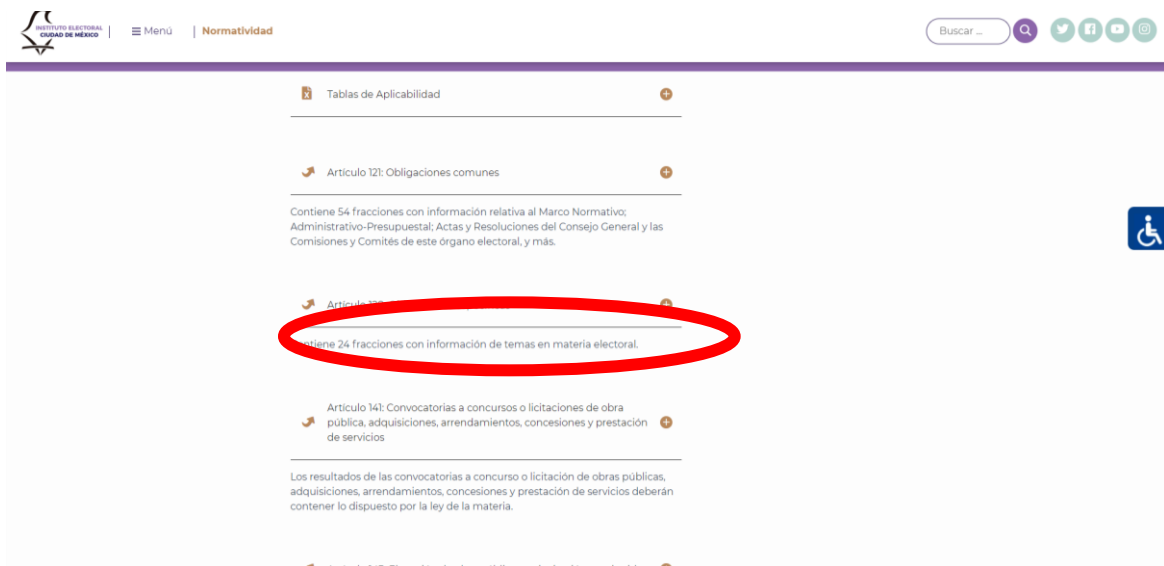 INSTITUTO ELECTORAL
CIUDAD DE MÉXICO
Menú
Normatividad
Buscar ...
Tablas de Aplicabilidad
Artículo 121: Obligaciones comunes
Contiene 54 fracciones con información relativa al Marco Normativo;
Administrativo-Presupuestal; Actas y Resoluciones del Consejo General y las
Comisiones y Comités de este órgano electoral, y más.
Artículo
24 fracciones con información de temas en materia electoral.
Artículo 141: Convocatorias a concursos o licitaciones de obra
pública, adquisiciones, arrendamientos, concesiones y prestación
de servicios
Los resultados de las convocatorias a concurso o licitación de obras públicas,
adquisiciones, arrendamientos, concesiones y prestación de servicios deberán
contener lo dispuesto por la ley de la materia.